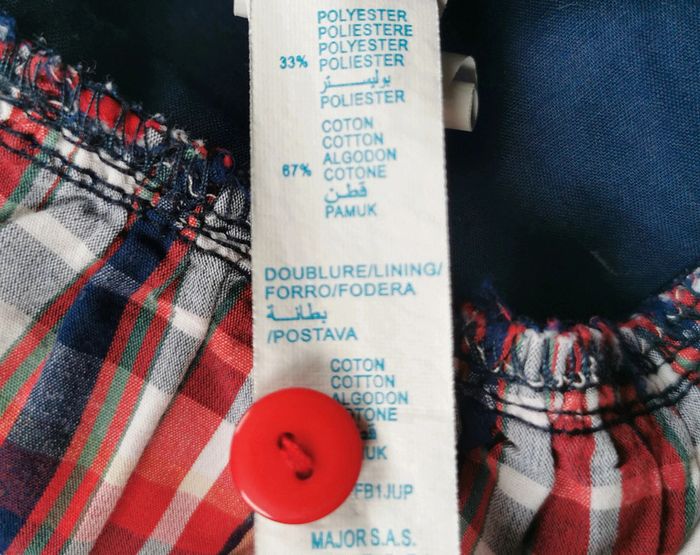 POLYESTER
POLIESTERE
POLYESTER
33% POLIESTER
بوليستر
POLIESTER
COTON
COTTON
ALGODON
67% COTONE
قطن
PAMUK
DOUBLURE/LINING/
FORRO/FODERA
بطانة
/POSTAVA
COTON
COTTON
FB1JUP
MAJOR S.A.S.